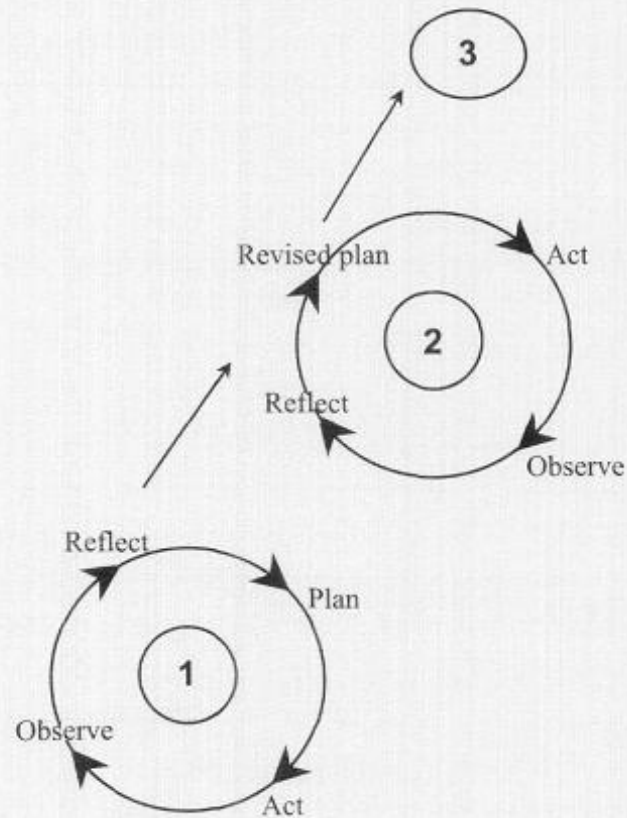 3
Revised plan
Act
2
Reflect
Observe
Reflect
Plan
1
Observe
Act